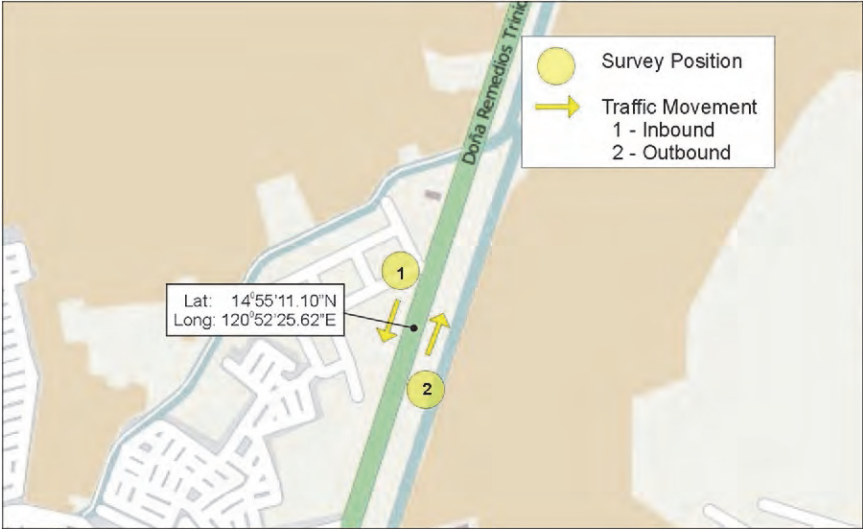 Doña Remedios Trinid
Survey Position
Traffic Movement
1 - Inbound
2 - Outbound
1
Lat: 14°55'11.10"N
Long: 120°52'25.62"E
2